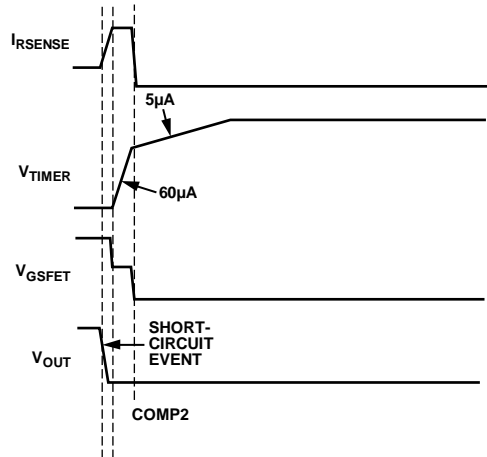 IRSENSE
5µA
VTIMER
60µA
VGSFET
SHORT-
CIRCUIT
EVENT
VOUT
COMP2